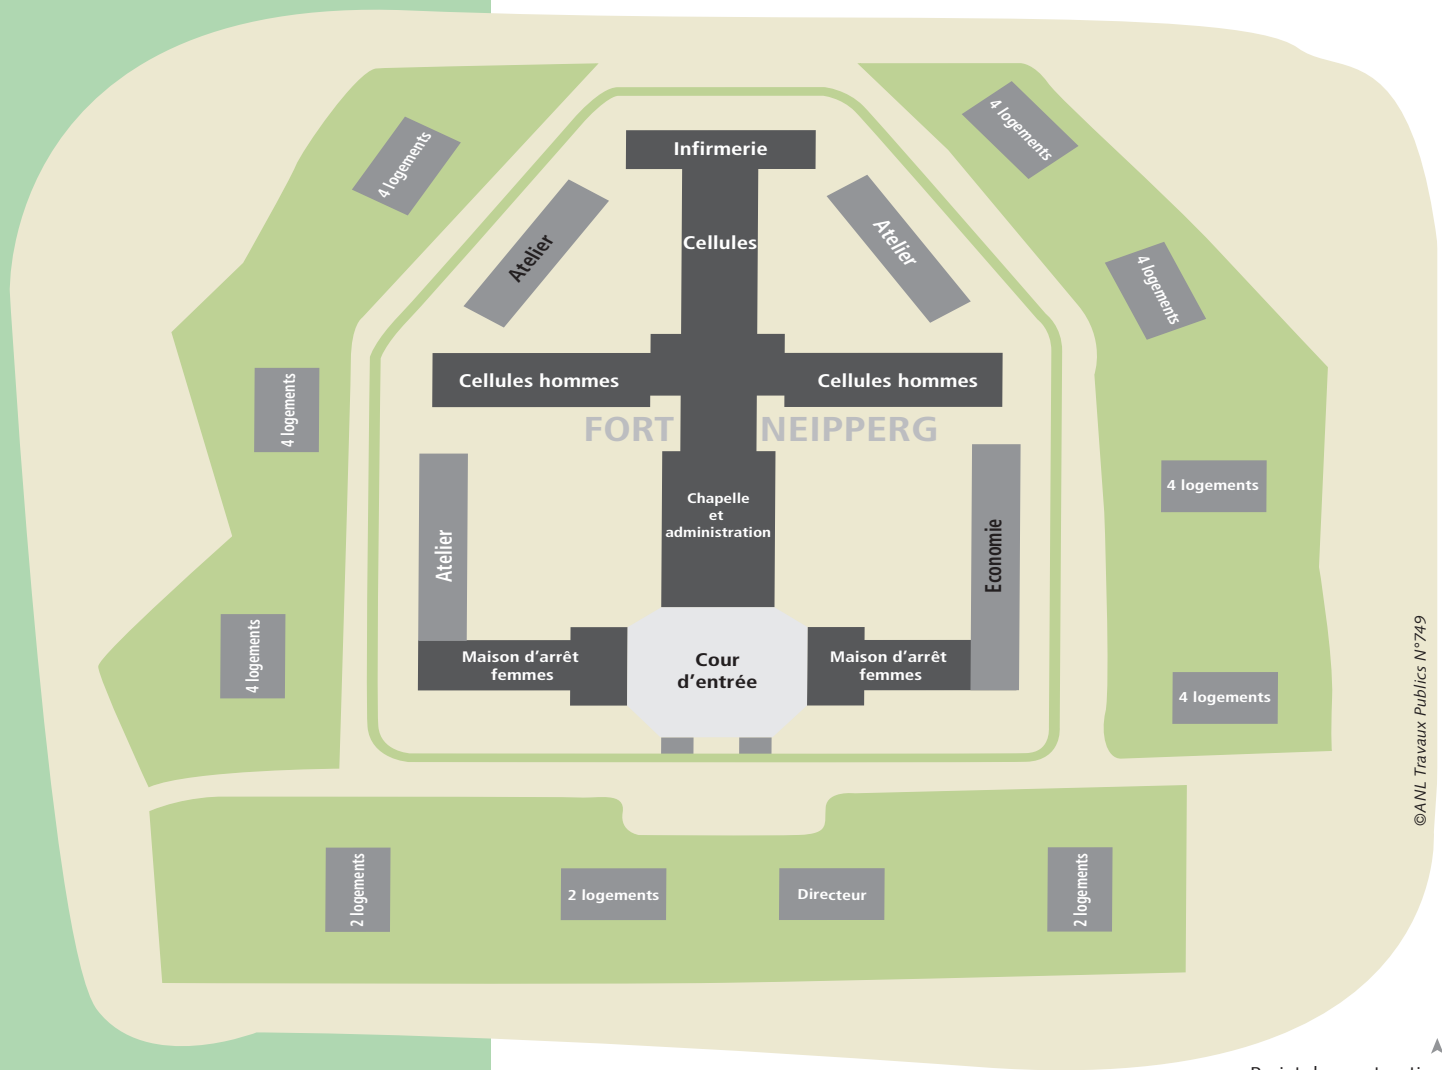 4 logements
4 logements
Infirmerie
Atelier
Cellules
Atelier
4 logements
Cellules hommes
Cellules hommes
4 logements
FORT NEIPPERG
4 logements
Chapelle
et
administration
Atelier
Economie
4 logements
Maison d'arrêt
femmes
Cour
d'entrée
Maison d'arrêt
femmes
4 logements
©ANL Travaux Publics N°749
2 logements
2 logements
Directeur
2 logements